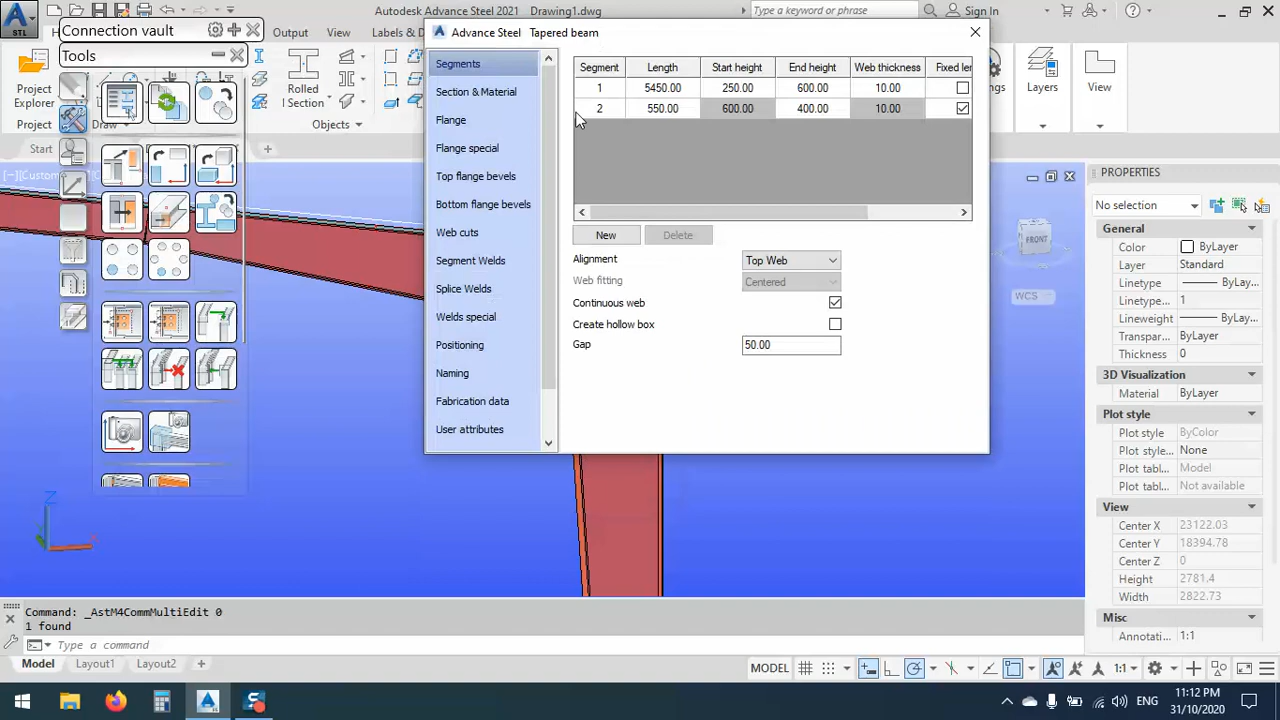 Autodesk Advance Steel 2021 Drawing1.dwg
Type a keyword or phrase
Sign In
STL
Connection vault
Output
View
Labels & D
Tools
Project
Explorer
Rolled
I Section
Layers
View
Project
Draw
Objects
Start
Advance Steel Tapered beam
Segments
Section & Material
Flange
Flange special
Top flange bevels
Bottom flange bevels
Web cuts
Segment Welds
Splice Welds
Welds special
Positioning
Naming
Fabrication data
User attributes
Segment Length Start height End height Web thickness Fixed len
1 5450.00 250.00 600.00 10.00
2 550.00 600.00 400.00 10.00
New
Delete
Alignment Top Web
Web fitting Centered
Continuous web
Create hollow box
Gap 50.00
FRONT
WCS
Z
X
PROPERTIES
No selection
General
Color ByLayer
Layer Standard
Linetype... ByLay...
Linetype... 1
Lineweight ByLay...
Transpar... ByLayer
Thickness 0
3D Visualization
Material ByLayer
Plot style
Plot style ByColor
Plot style... None
Plot tabl... Model
Plot tabl... Not available
View
Center X 23122.03
Center Y 18394.78
Center Z 0
Height 2781.4
Width 2822.73
Misc
Annotati... 1:1
Command: _AstM4CommMultiEdit 0
1 found
Type a command
Model
Layout1
Layout2
+
MODEL
1:1
ENG
11:12 PM
31/10/2020